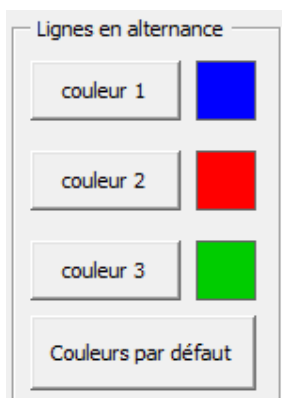 Lignes en alternance
couleur 1
couleur 2
couleur 3
Couleurs par défaut